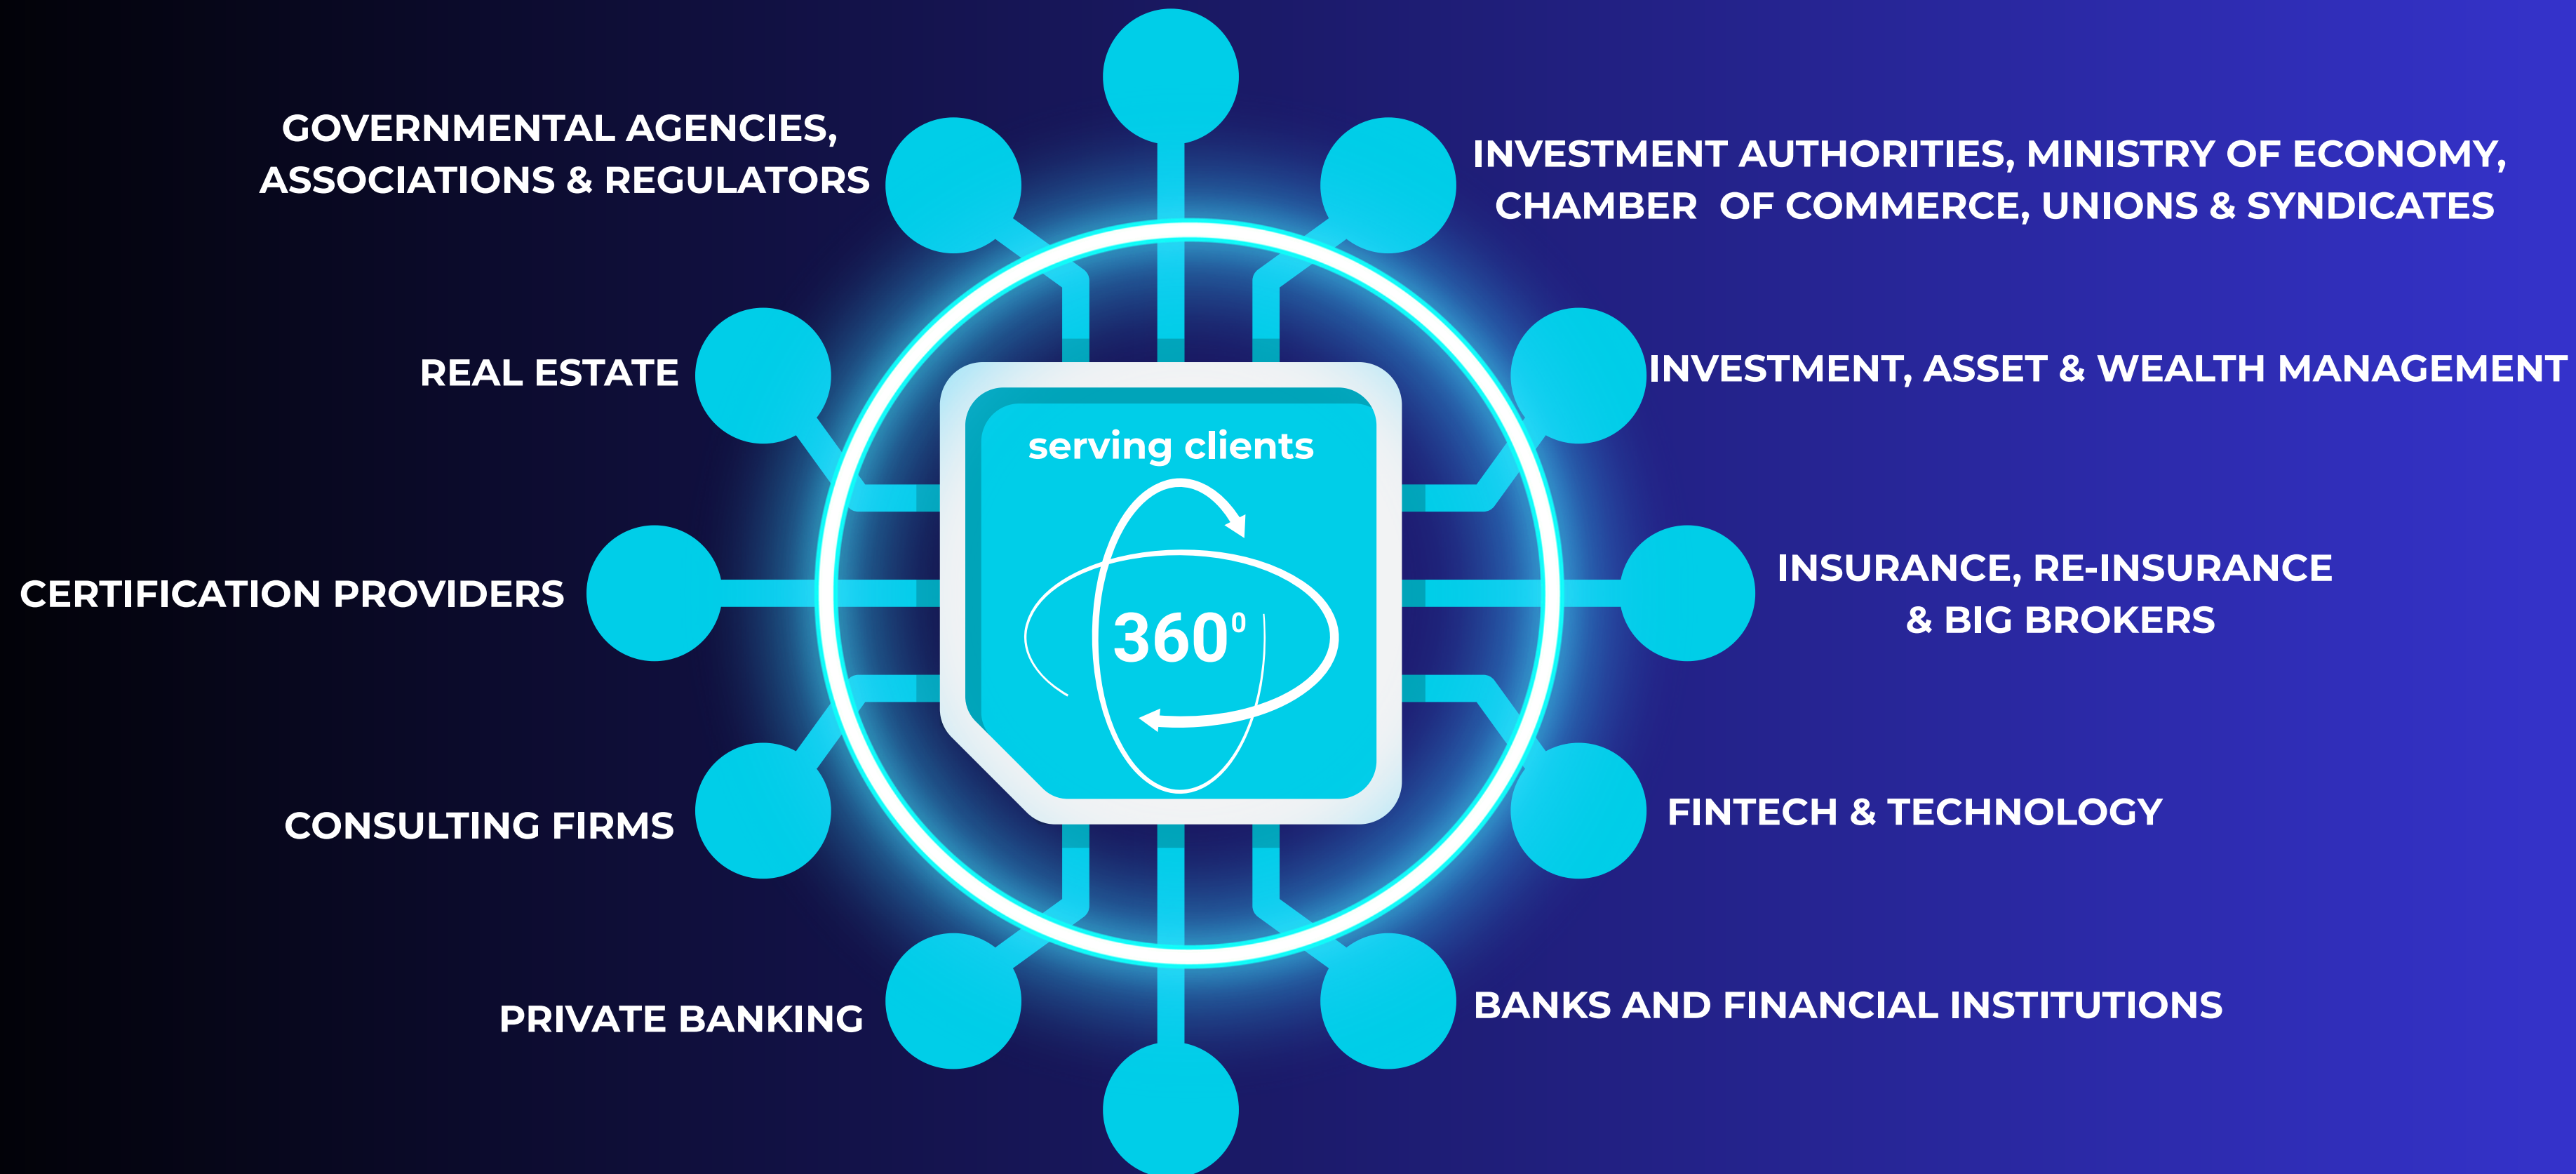 GOVERNMENTAL AGENCIES,
ASSOCIATIONS & REGULATORS
INVESTMENT AUTHORITIES, MINISTRY OF ECONOMY,
CHAMBER OF COMMERCE, UNIONS & SYNDICATES
REAL ESTATE
INVESTMENT, ASSET & WEALTH MANAGEMENT
serving clients
360⁰
CERTIFICATION PROVIDERS
INSURANCE, RE-INSURANCE
& BIG BROKERS
CONSULTING FIRMS
FINTECH & TECHNOLOGY
PRIVATE BANKING
BANKS AND FINANCIAL INSTITUTIONS